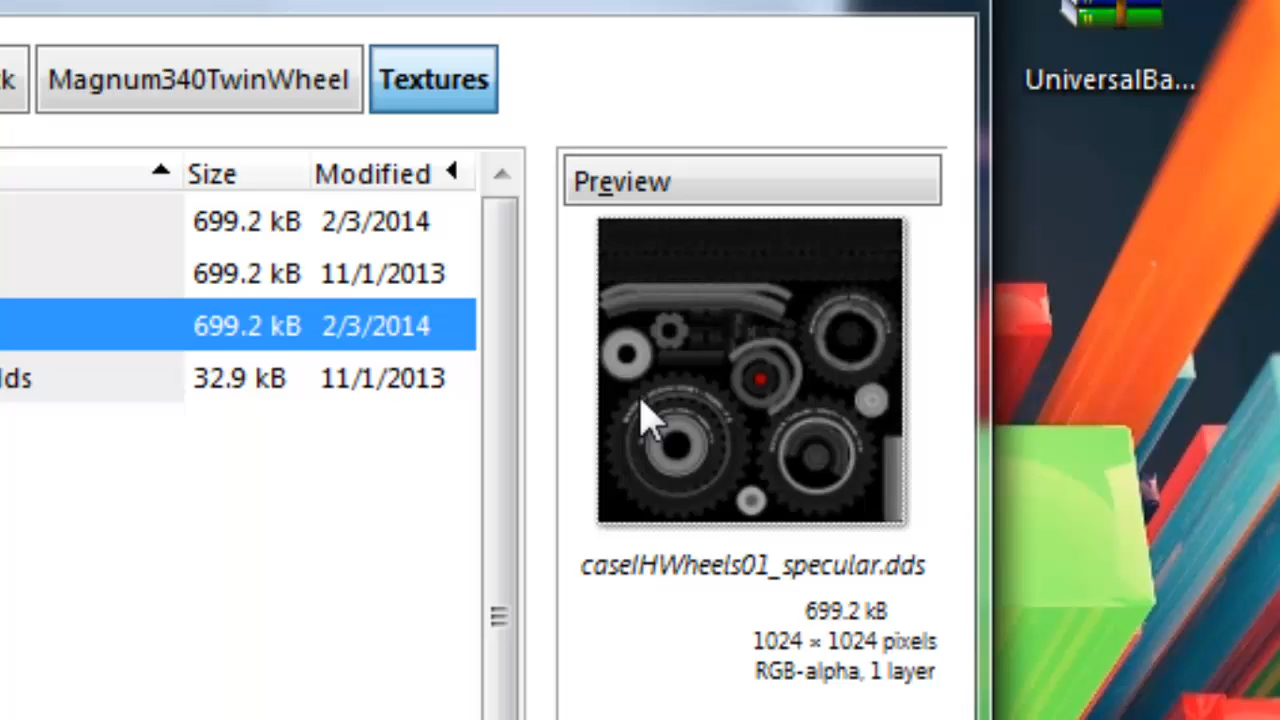 k Magnum340TwinWheel Textures
UniversalBa...
Size Modified
Preview
699.2 kB 2/3/2014
699.2 kB 11/1/2013
699.2 kB 2/3/2014
dds 32.9 kB 11/1/2013
caseIHWheels01_specular.dds
699.2 kB
1024 × 1024 pixels
RGB-alpha, 1 layer